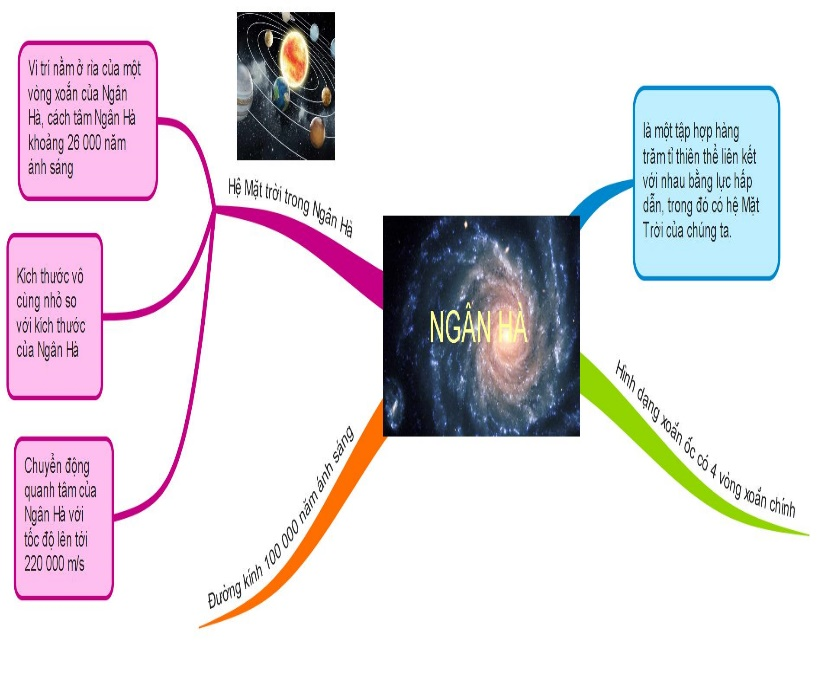 NGÂN HÀ
là một tập hợp hàng
trăm tỉ thiên thể liên kết
với nhau bằng lực hấp
dẫn, trong đó có hệ Mặt
Trời của chúng ta.
Hình dạng xoắn ốc có 4 vòng xoắn chính
Đường kính 100 000 năm ánh sáng
Hệ Mặt trời trong Ngân Hà
Vi trí nằm ở rìa của một
vòng xoắn của Ngân
Hà, cách tâm Ngân Hà
khoảng 26 000 năm
ánh sáng
Kích thước vô
cùng nhỏ so
với kích thước
của Ngân Hà
Chuyển động
quanh tâm của
Ngân Hà với
tốc độ lên tới
220 000 m/s